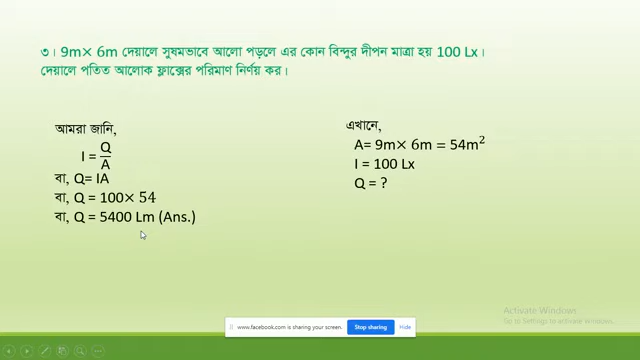 ৩। 9m× 6m দেয়ালে সুষমভাবে আলো পড়লে এর কোন বিন্দুর দীপন মাত্রা হয় 100 Lx।
দেয়ালে পতিত আলোক ফ্লাক্সের পরিমাণ নির্ণয় কর।
আমরা জানি,
I = Q/A
বা, Q= IA
বা, Q = 100× 54
বা, Q = 5400 Lm (Ans.)
এখানে,
A= 9m× 6m = 54m²
I = 100 Lx
Q = ?
Activate Windows
Go to Settings to activate Windows.
www.facebook.com is sharing your screen.
Stop sharing
Hide